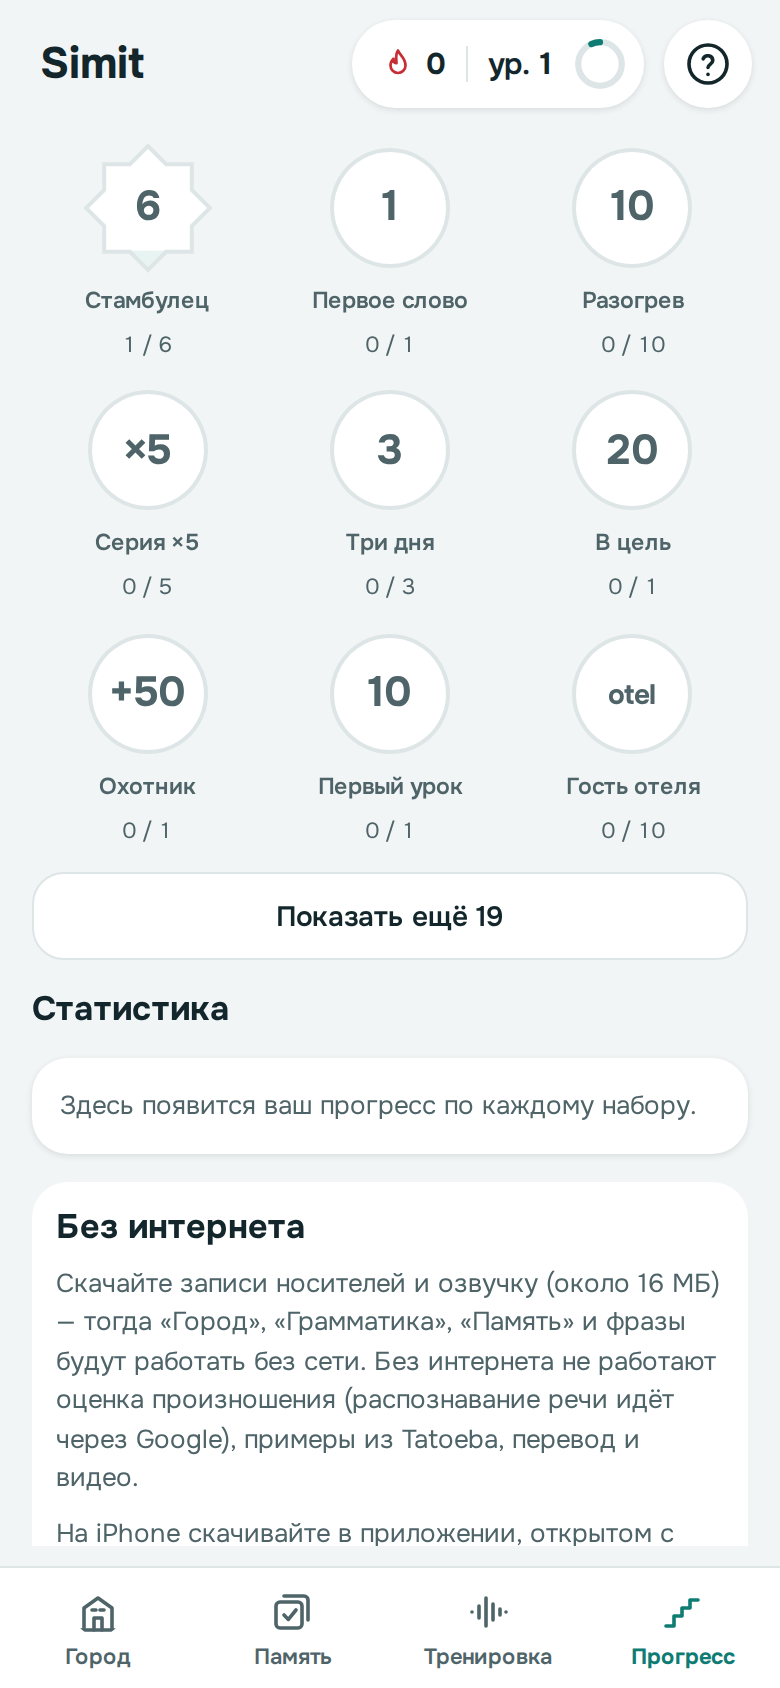 Simit
0
ур. 1
6
1
10
Стамбулец
Первое слово
Разогрев
1 / 6
0 / 1
0 / 10
×5
3
20
Серия ×5
Три дня
В цель
0 / 5
0 / 3
0 / 1
+50
10
otel
Охотник
Первый урок
Гость отеля
0 / 1
0 / 1
0 / 10
Показать ещё 19
Статистика
Здесь появится ваш прогресс по каждому набору.
Без интернета
Скачайте записи носителей и озвучку (около 16 МБ)
— тогда «Город», «Грамматика», «Память» и фразы
будут работать без сети. Без интернета не работают
оценка произношения (распознавание речи идёт
через Google), примеры из Tatoeba, перевод и
видео.
На iPhone скачивайте в приложении, открытом с
Город
Память
Тренировка
Прогресс